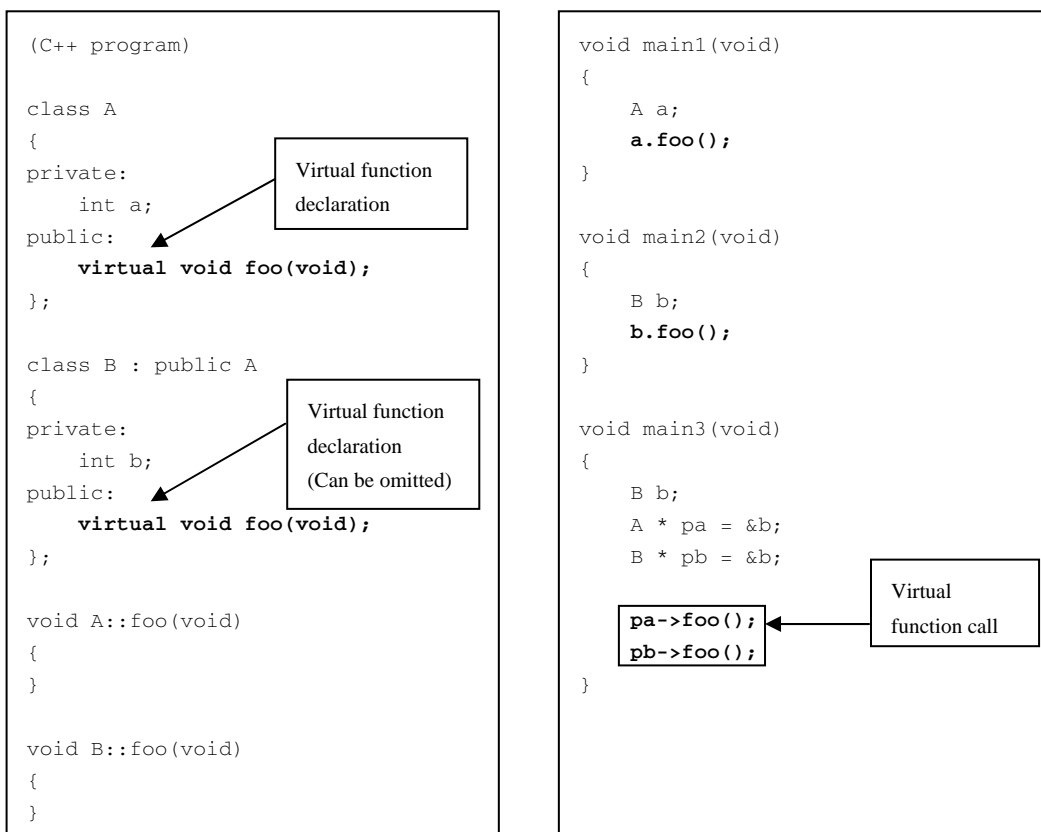 (C++ program)
class A
{
private:
    int a;
public:
    virtual void foo(void);
};
Virtual function
declaration
class B : public A
{
private:
    int b;
public:
    virtual void foo(void);
};
Virtual function
declaration
(Can be omitted)
void A::foo(void)
{
}
void B::foo(void)
{
}
void main1(void)
{
    A a;
    a.foo();
}
void main2(void)
{
    B b;
    b.foo();
}
void main3(void)
{
    B b;
    A * pa = &b;
    B * pb = &b;
    pa->foo();
    pb->foo();
}
Virtual
function call